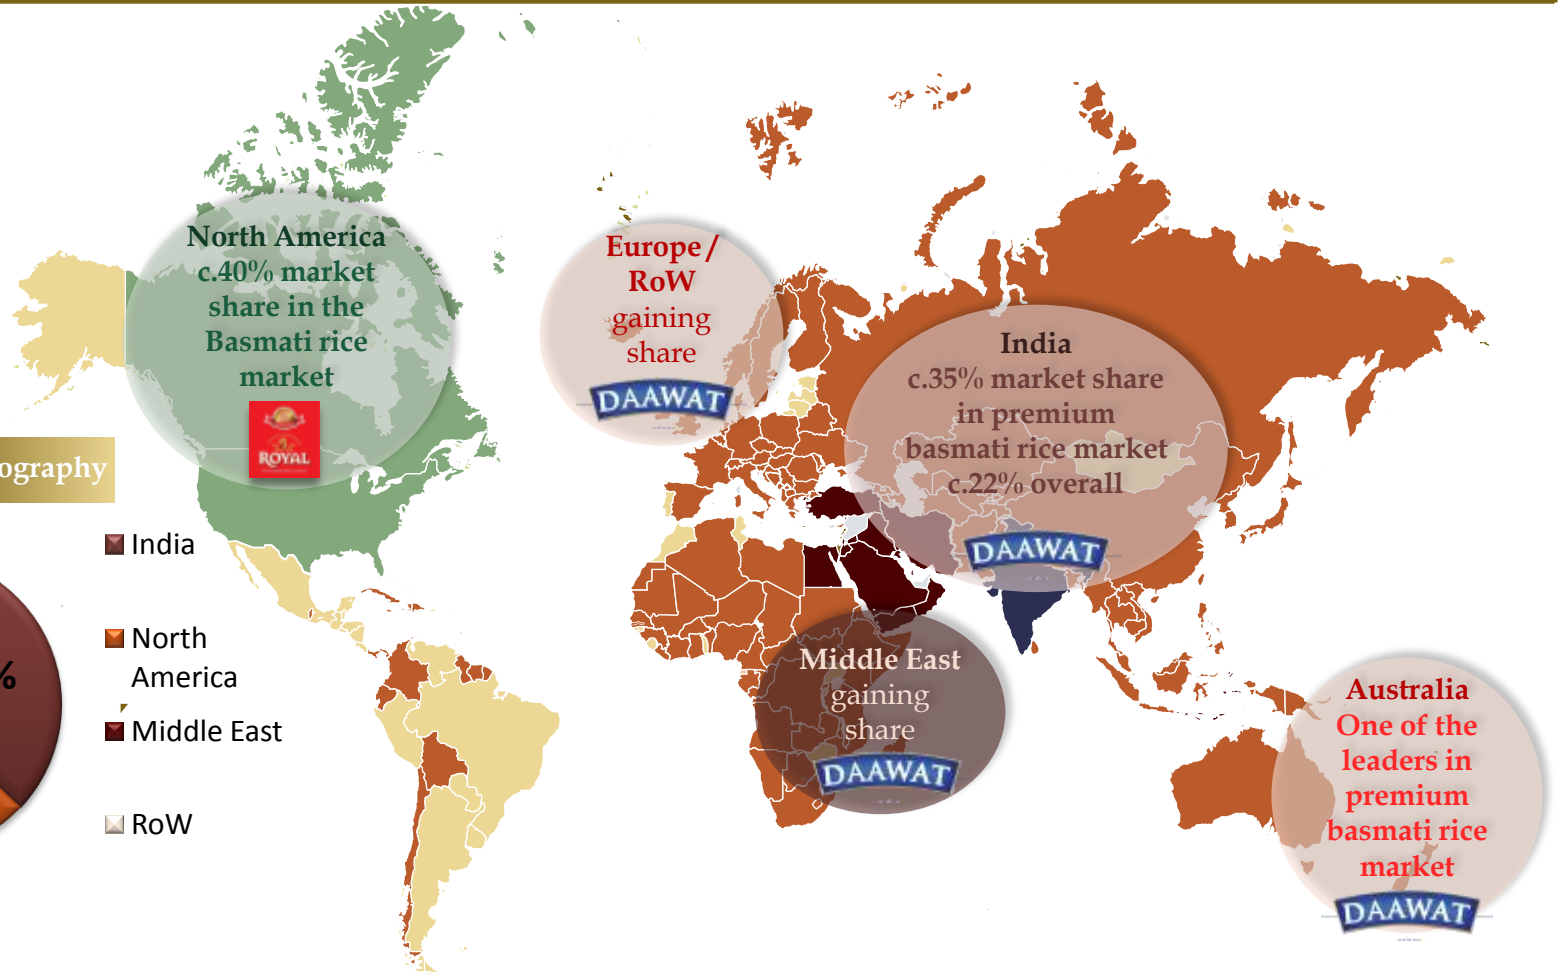 North America
c.40% market
share in the
Basmati rice
market
ROYAL
Europe /
RoW
gaining
share
DAAWAT
India
c.35% market share
in premium
basmati rice market
c.22% overall
DAAWAT
ography
India
North
America
Middle East
RoW
%
Middle East
gaining
share
DAAWAT
Australia
One of the
leaders in
premium
basmati rice
market
DAAWAT